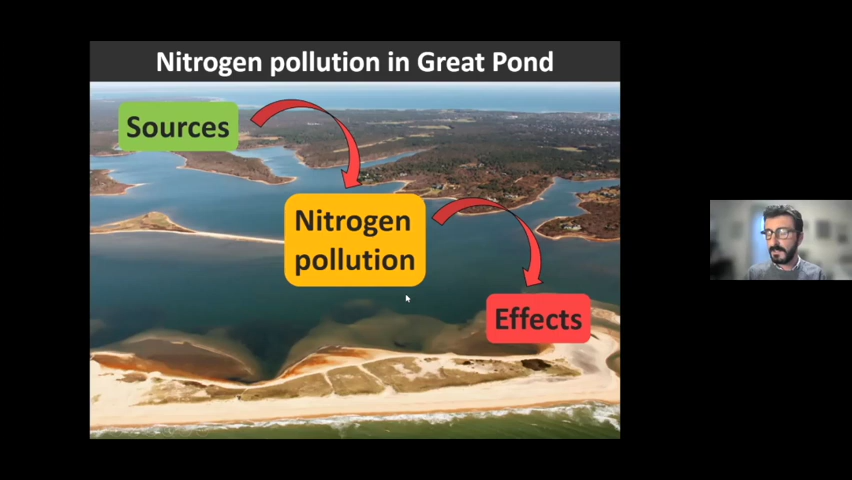 Nitrogen pollution in Great Pond
Sources
Nitrogen
pollution
Effects